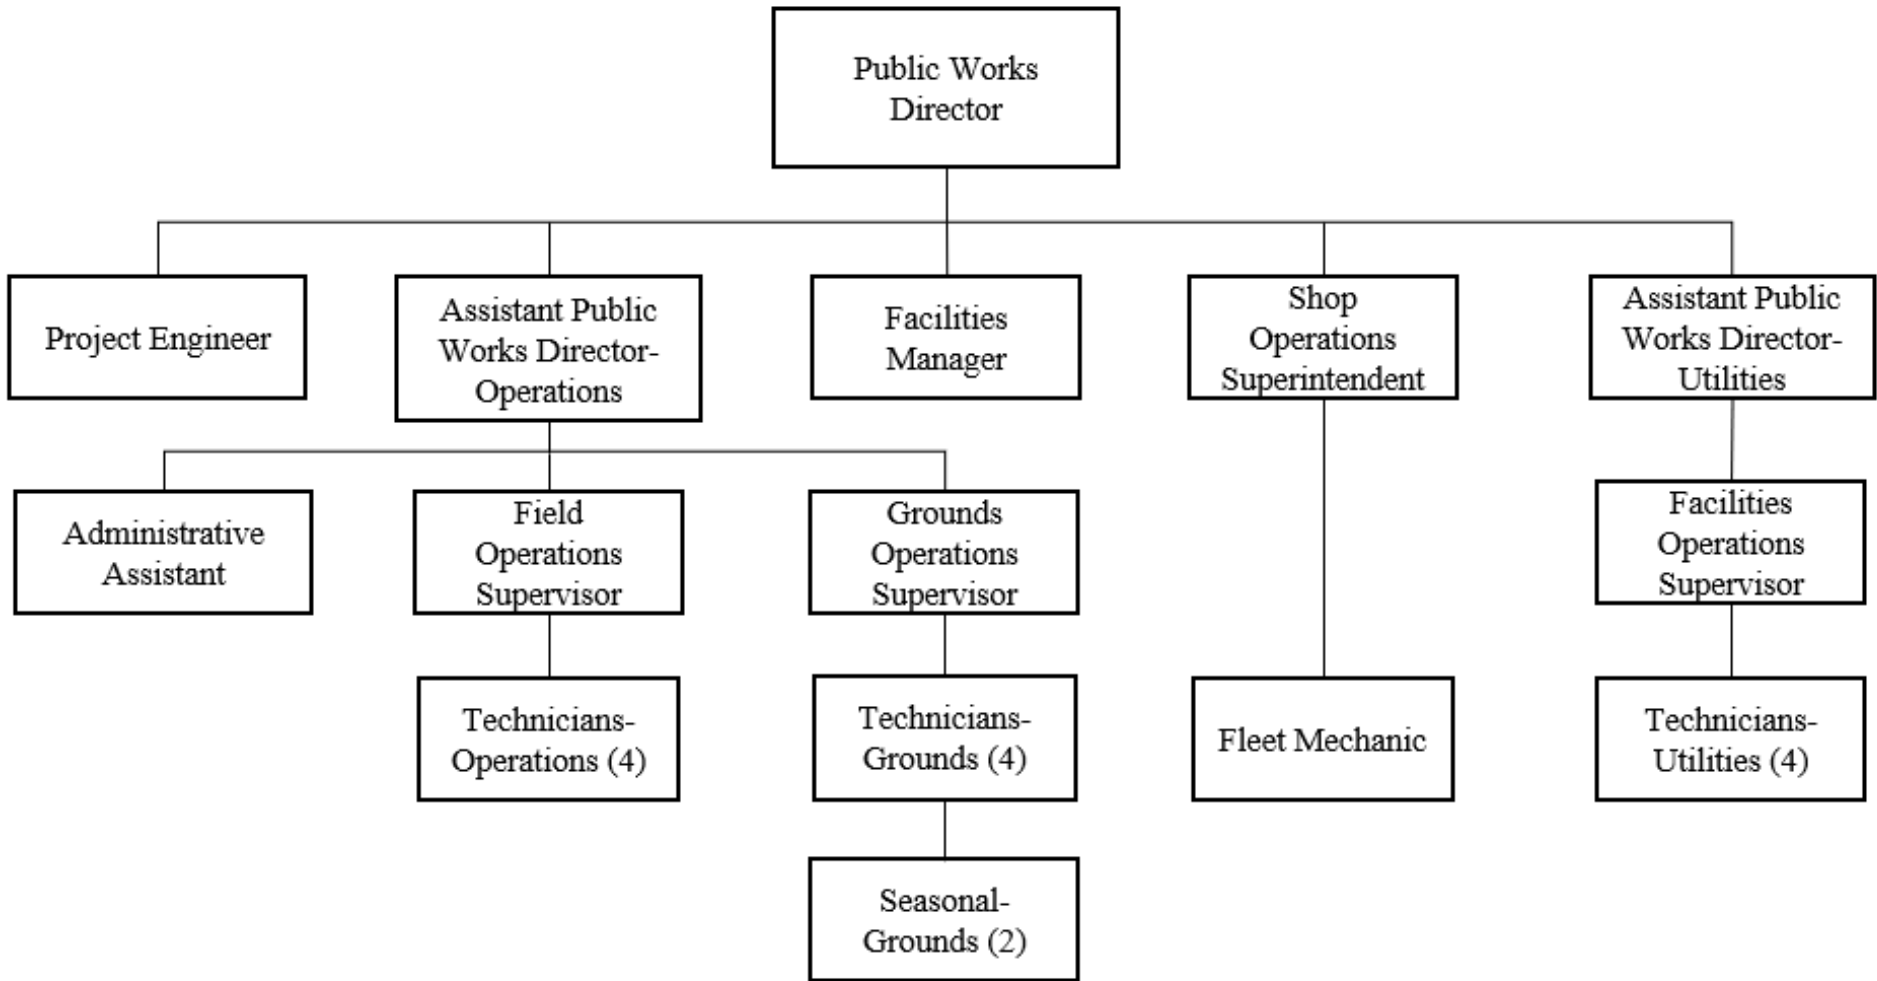 Public Works
Director
Project Engineer
Assistant Public
Works Director-
Operations
Facilities
Manager
Shop
Operations
Superintendent
Assistant Public
Works Director-
Utilities
Administrative
Assistant
Field
Operations
Supervisor
Grounds
Operations
Supervisor
Facilities
Operations
Supervisor
Technicians-
Operations (4)
Technicians-
Grounds (4)
Fleet Mechanic
Technicians-
Utilities (4)
Seasonal-
Grounds (2)